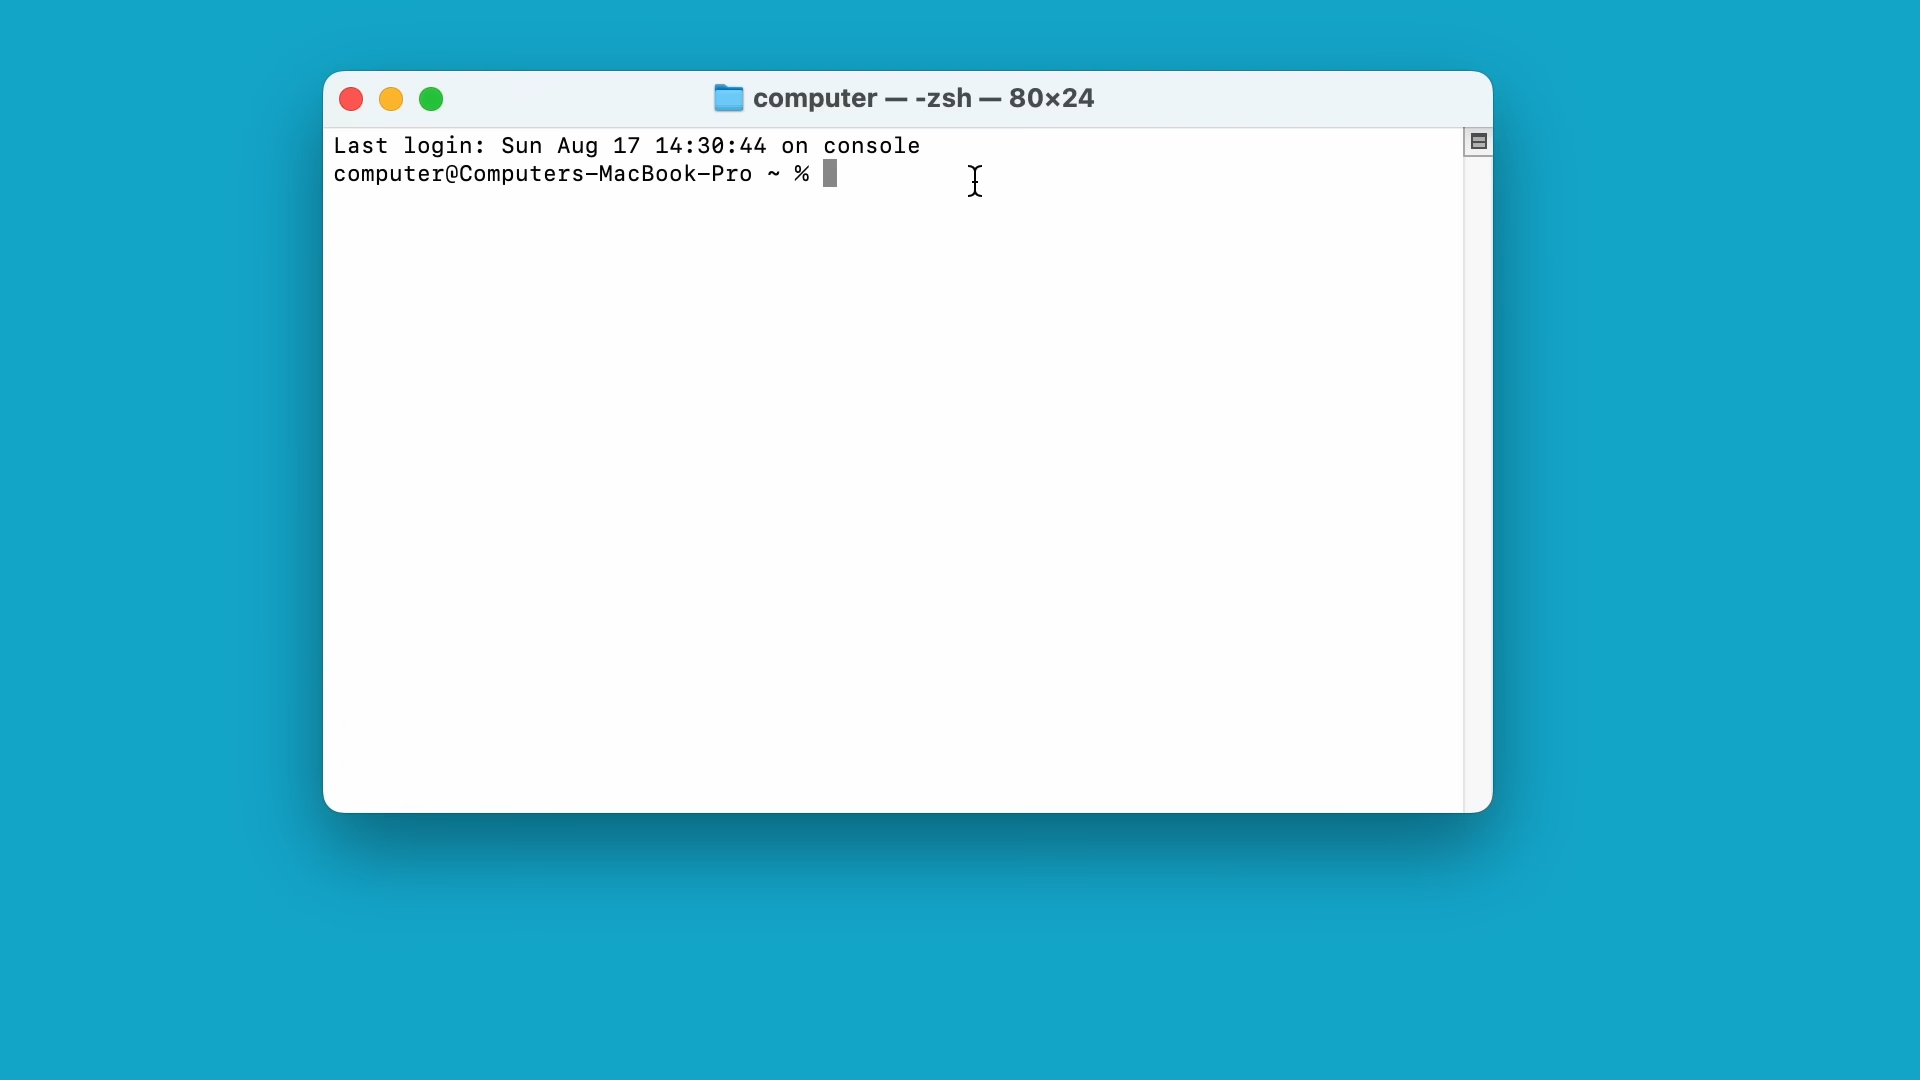 computer — -zsh — 80×24
Last login: Sun Aug 17 14:30:44 on console
computer@Computers-MacBook-Pro ~ %